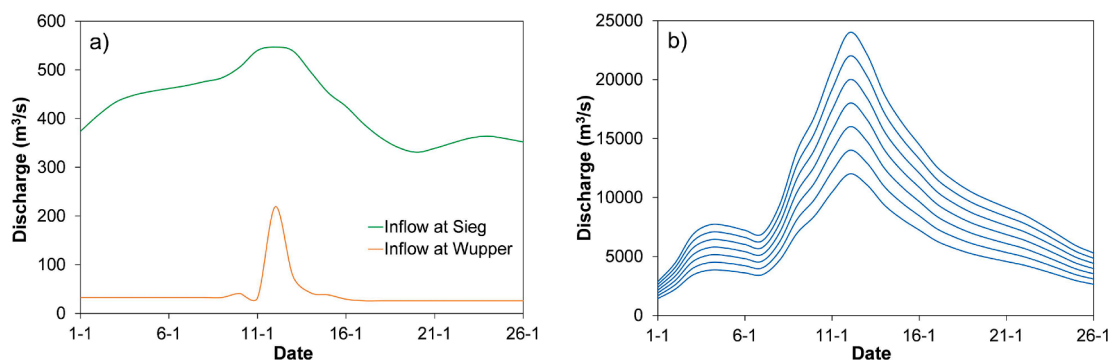 a)
Discharge (m³/s)
600
500
400
300
200
100
0
Inflow at Sieg
Inflow at Wupper
1-1 6-1 11-1 16-1 21-1 26-1
Date
b)
Discharge (m³/s)
25000
20000
15000
10000
5000
0
1-1 6-1 11-1 16-1 21-1 26-1
Date